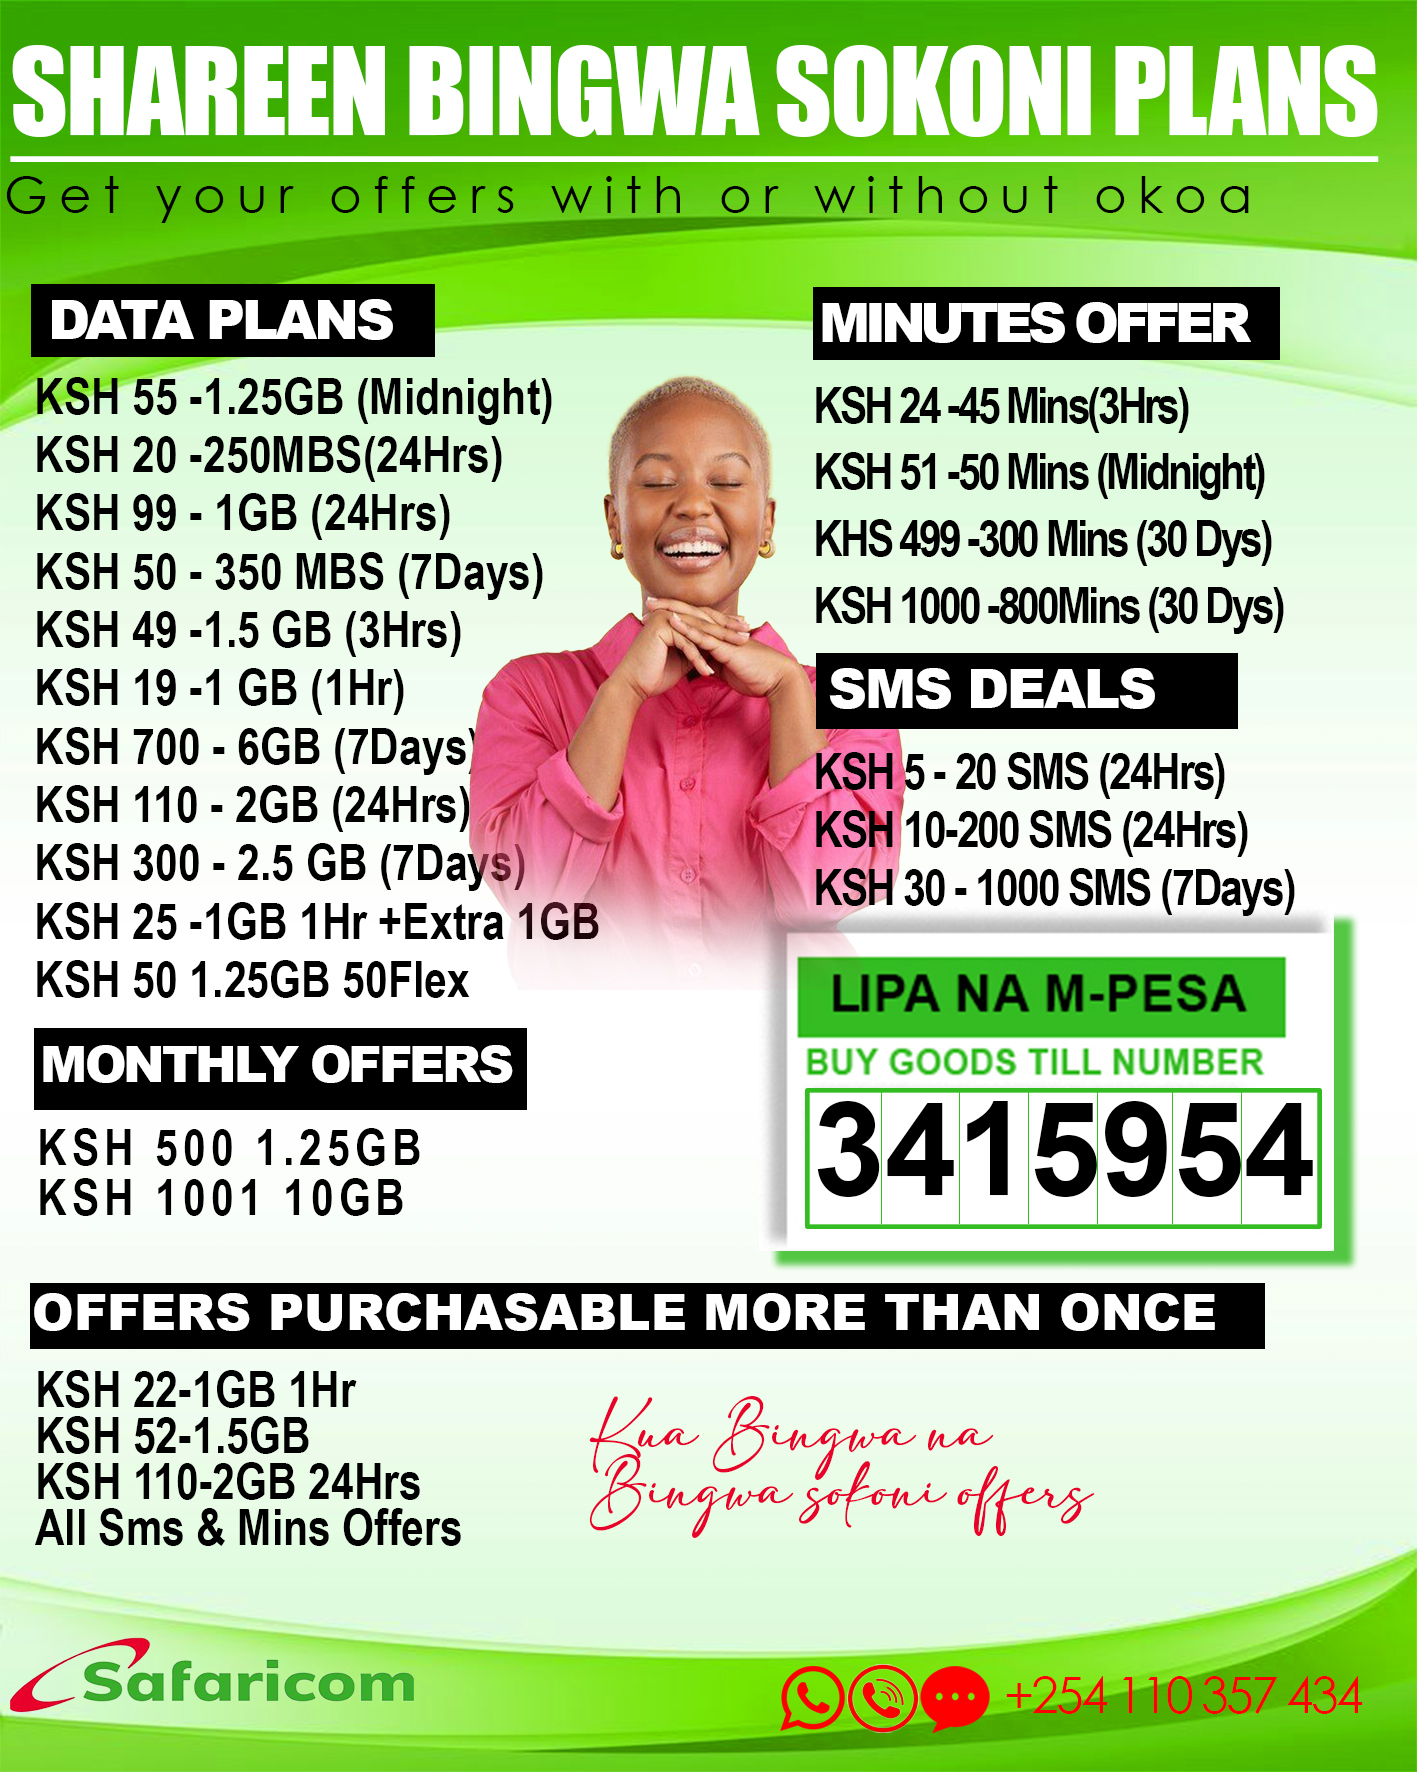 SHAREEN BINGWA SOKONI PLANS
Get your offers with or without okoa
DATA PLANS
KSH 55 -1.25GB (Midnight)
KSH 20 -250MBS(24Hrs)
KSH 99 - 1GB (24Hrs)
KSH 50 - 350 MBS (7Days)
KSH 49 -1.5 GB (3Hrs)
KSH 19 -1 GB (1Hr)
KSH 700 - 6GB (7Days)
KSH 110 - 2GB (24Hrs)
KSH 300 - 2.5 GB (7Days)
KSH 25 -1GB 1Hr +Extra 1GB
KSH 50 1.25GB 50Flex
MONTHLY OFFERS
KSH 500 1.25GB
KSH 1001 10GB
MINUTES OFFER
KSH 24 -45 Mins(3Hrs)
KSH 51 -50 Mins (Midnight)
KHS 499 -300 Mins (30 Dys)
KSH 1000 -800Mins (30 Dys)
SMS DEALS
KSH 5 - 20 SMS (24Hrs)
KSH 10-200 SMS (24Hrs)
KSH 30 - 1000 SMS (7Days)
LIPA NA M-PESA
BUY GOODS TILL NUMBER
3415954
OFFERS PURCHASABLE MORE THAN ONCE
KSH 22-1GB 1Hr
KSH 52-1.5GB
KSH 110-2GB 24Hrs
All Sms & Mins Offers
Kua Bingwa na
Bingwa sokoni offers
Safaricom
+254 110 357 434